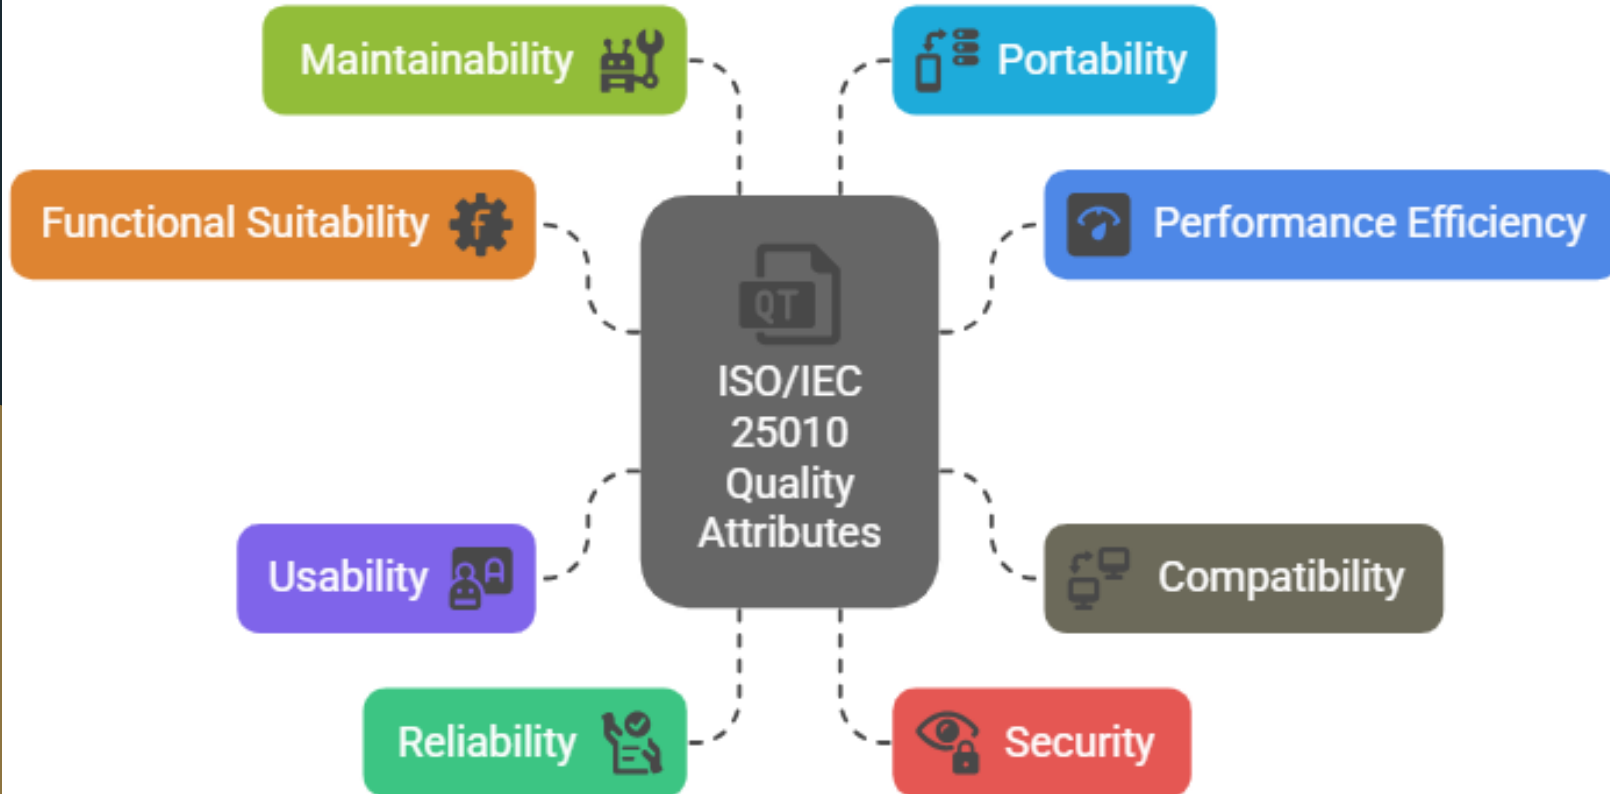 Maintainability
Portability
Functional Suitability
f
Performance Efficiency
QT
ISO/IEC
25010
Quality
Attributes
Usability
A
Compatibility
Reliability
Security